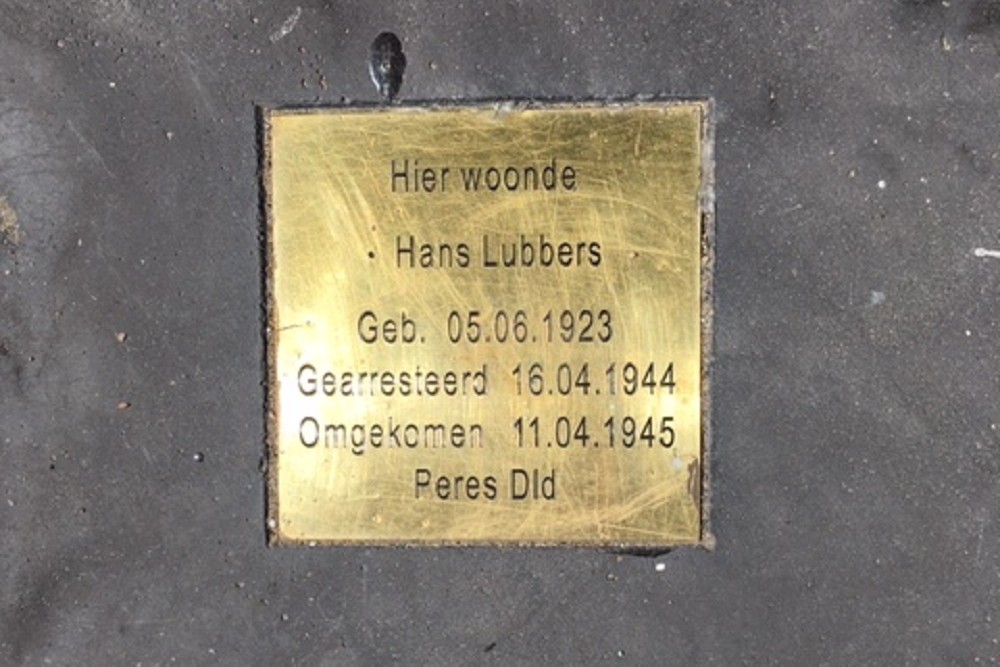 Hier woonde
Hans Lubbers
Geb. 05.06.1923
Gearresteerd 16.04.1944
Omgekomen 11.04.1945
Peres Dld